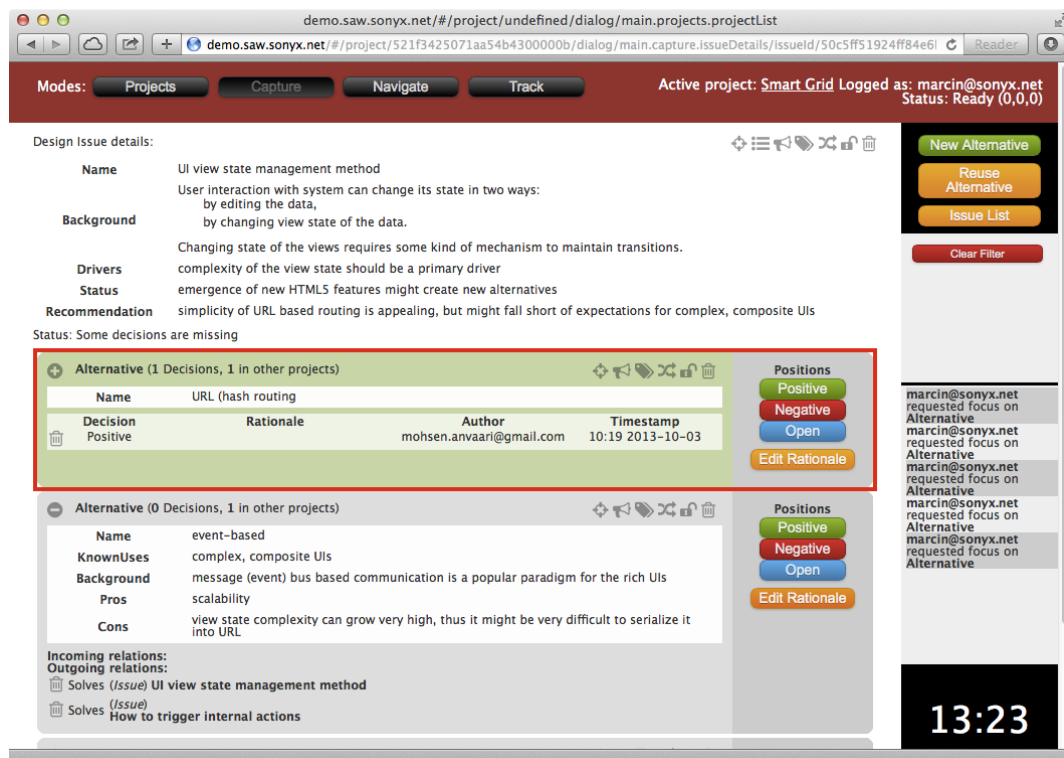 demo.saw.sonyx.net/#/project/undefined/dialog/main.projects.projectList
demo.saw.sonyx.net/#/project/521f3425071aa54b4300000b/dialog/main.capture.issueDetails/issueId/50c5ff51924ff84e6
Reader
Modes: Projects Capture Navigate Track
Active project: Smart Grid Logged as: marcin@sonyx.net
Status: Ready (0,0,0)
Design Issue details:
Name UI view state management method
Background User interaction with system can change its state in two ways:
by editing the data,
by changing view state of the data.
Changing state of the views requires some kind of mechanism to maintain transitions.
Drivers complexity of the view state should be a primary driver
Status emergence of new HTML5 features might create new alternatives
Recommendation simplicity of URL based routing is appealing, but might fall short of expectations for complex, composite UIs
Status: Some decisions are missing
Alternative (1 Decisions, 1 in other projects)
Name URL (hash routing
Decision Rationale Author Timestamp
Positive mohsen.anvaari@gmail.com 10:19 2013-10-03
Positions
Positive
Negative
Open
Edit Rationale
Alternative (0 Decisions, 1 in other projects)
Name event-based
KnownUses complex, composite UIs
Background message (event) bus based communication is a popular paradigm for the rich UIs
Pros scalability
Cons view state complexity can grow very high, thus it might be very difficult to serialize it
into URL
Incoming relations:
Outgoing relations:
Solves (Issue) UI view state management method
Solves (Issue)
How to trigger internal actions
Positions
Positive
Negative
Open
Edit Rationale
New Alternative
Reuse
Alternative
Issue List
Clear Filter
marcin@sonyx.net
requested focus on
Alternative
marcin@sonyx.net
requested focus on
Alternative
marcin@sonyx.net
requested focus on
Alternative
marcin@sonyx.net
requested focus on
Alternative
marcin@sonyx.net
requested focus on
Alternative
13:23